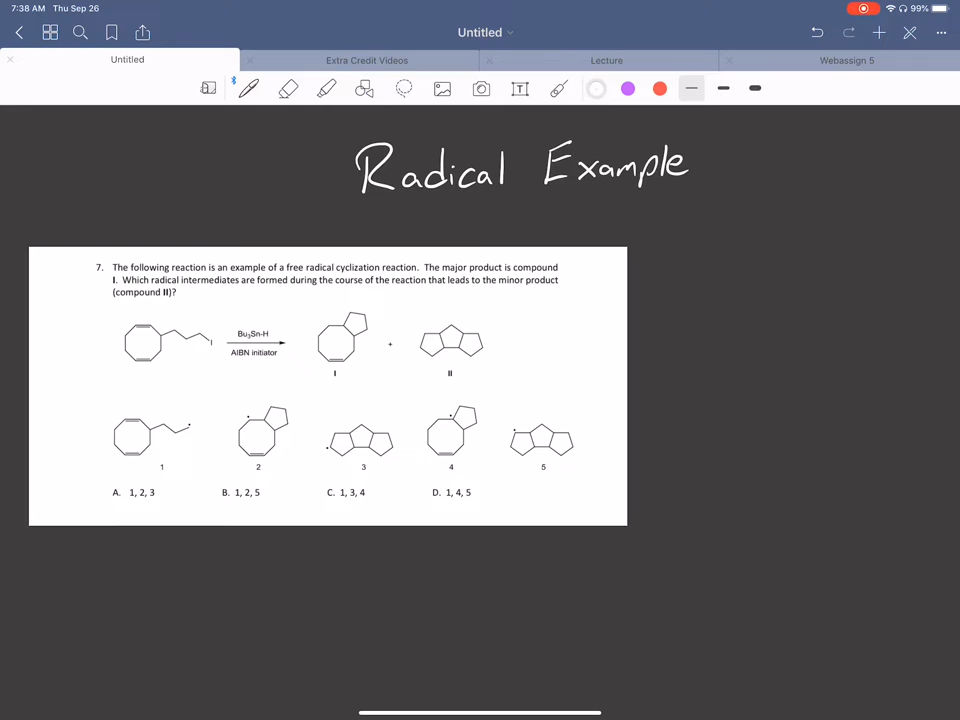 7:38 AM Thu Sep 26
99%
Untitled
Untitled
Extra Credit Videos
Lecture
Webassign 5
T
Radical Example
7. The following reaction is an example of a free radical cyclization reaction. The major product is compound
I. Which radical intermediates are formed during the course of the reaction that leads to the minor product
(compound II)?
Bu3Sn-H
AIBN initiator
I
+
I
II
1
2
3
4
5
A. 1, 2, 3
B. 1, 2, 5
C. 1, 3, 4
D. 1, 4, 5